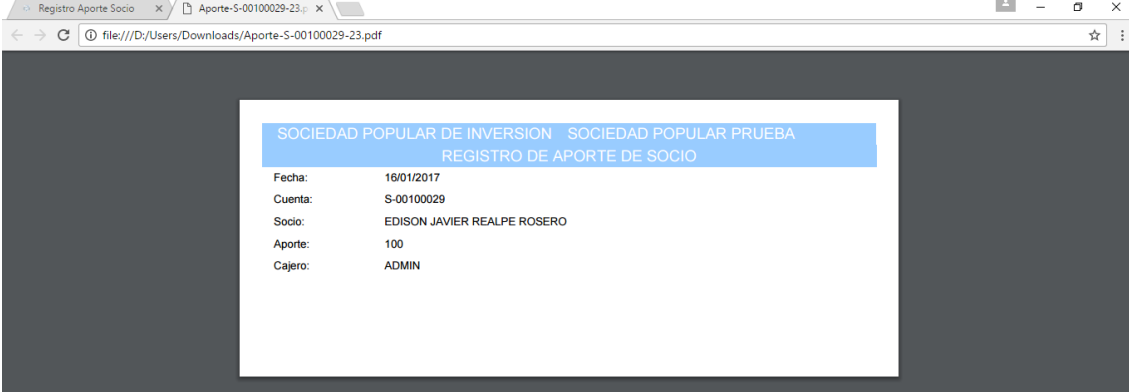 Registro Aporte Socio
Aporte-S-00100029-23.p
file:///D:/Users/Downloads/Aporte-S-00100029-23.pdf
SOCIEDAD POPULAR DE INVERSION SOCIEDAD POPULAR PRUEBA
REGISTRO DE APORTE DE SOCIO
Fecha: 16/01/2017
Cuenta: S-00100029
Socio: EDISON JAVIER REALPE ROSERO
Aporte: 100
Cajero: ADMIN